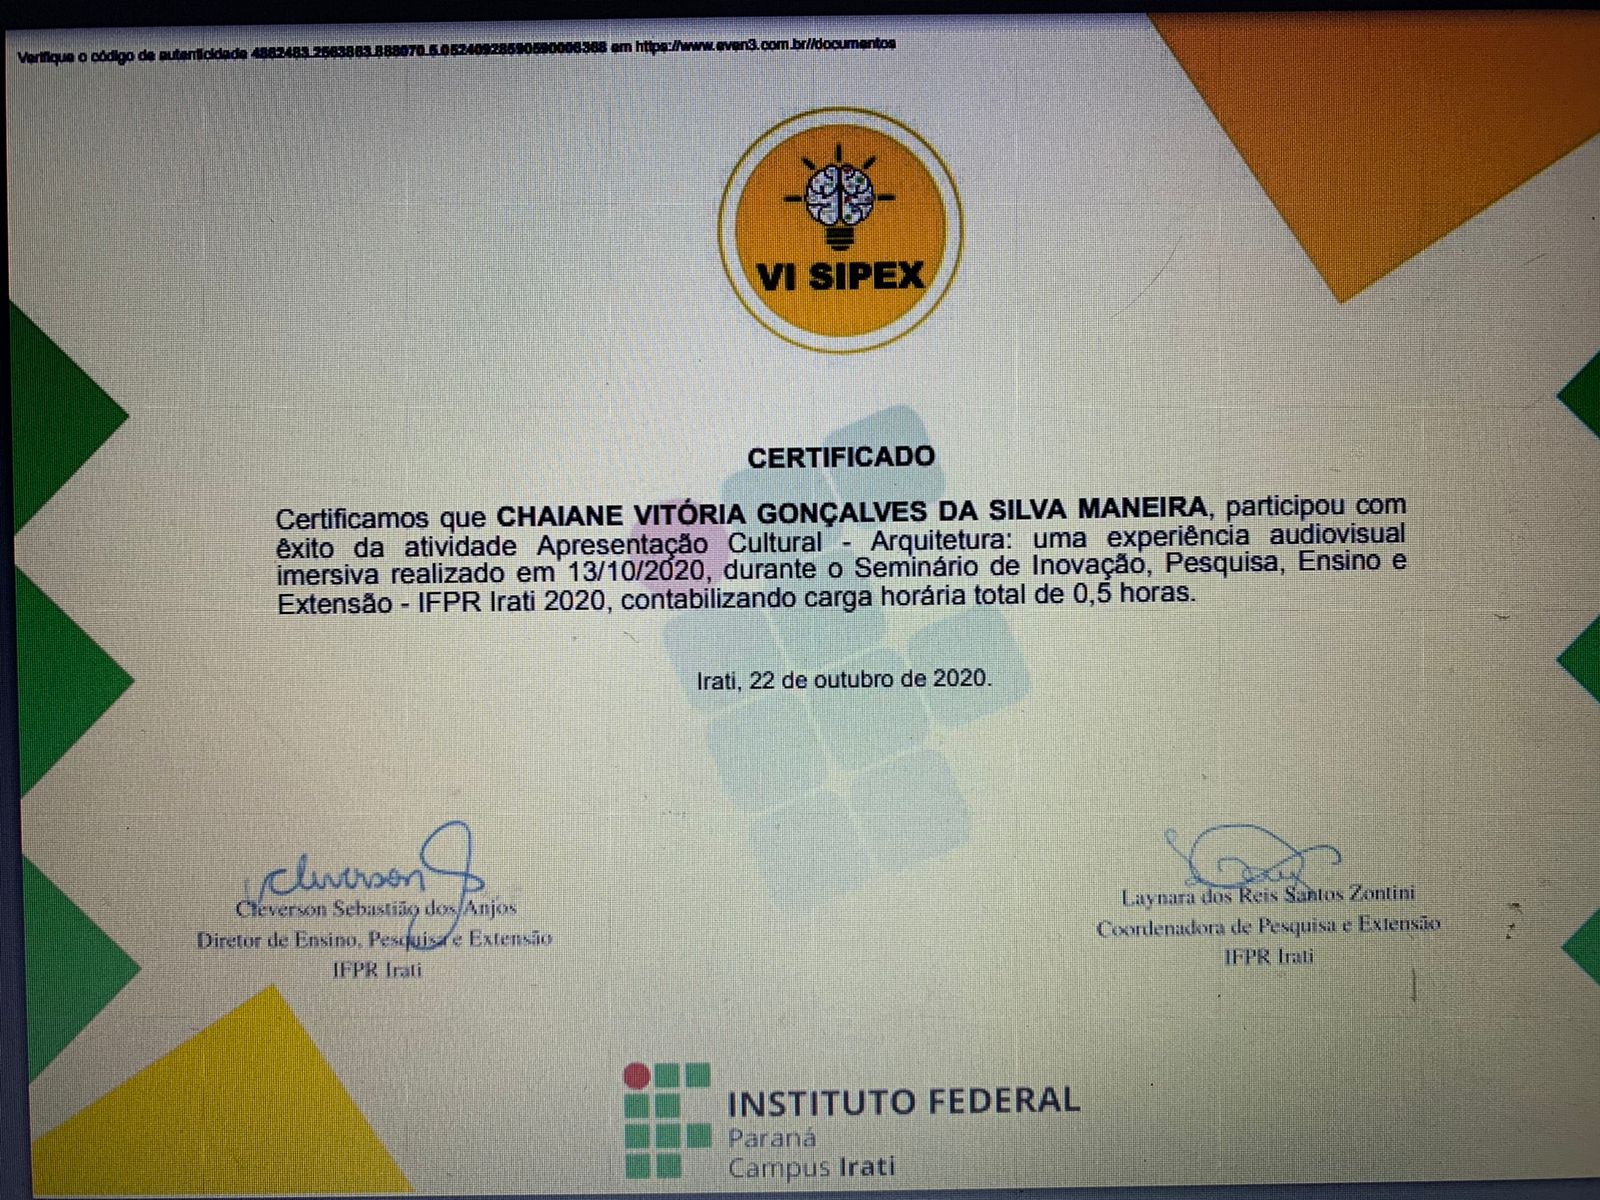 Verifique o código de autenticidade 4882483.2563883.888070.5.05240928590590006368 em https://www.even3.com.br//documentos
VI SIPEX
CERTIFICADO
Certificamos que CHAIANE VITÓRIA GONÇALVES DA SILVA MANEIRA, participou com
êxito da atividade Apresentação Cultural - Arquitetura: uma experiência audiovisual
imersiva realizado em 13/10/2020, durante o Seminário de Inovação, Pesquisa, Ensino e
Extensão - IFPR Irati 2020, contabilizando carga horária total de 0,5 horas.
Irati, 22 de outubro de 2020.
Cleverson
Cleverson Sebastião dos Anjos
Diretor de Ensino, Pesquisa e Extensão
IFPR Irati
Laynara dos Reis Santos Zontini
Coordenadora de Pesquisa e Extensão
IFPR Irati
INSTITUTO FEDERAL
Paraná
Campus Irati